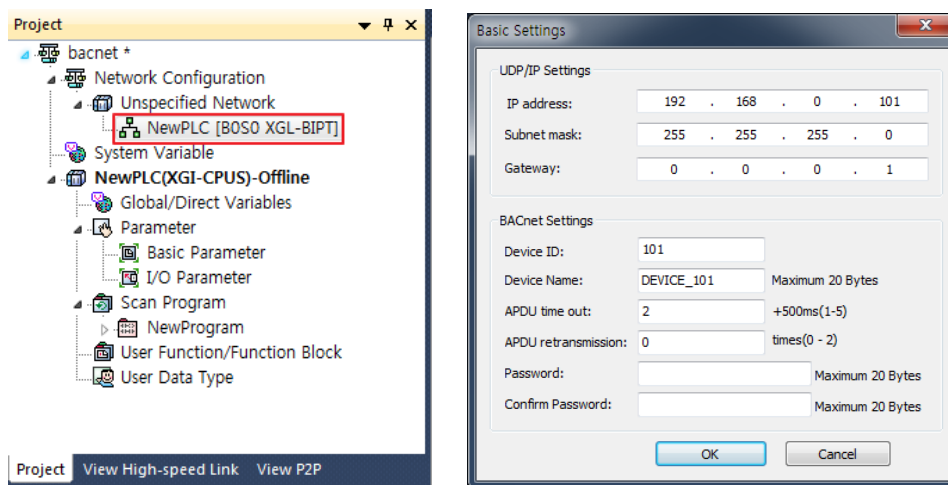 Project
bacnet *
Network Configuration
Unspecified Network
NewPLC [B0S0 XGL-BIPT]
System Variable
NewPLC(XGI-CPUS)-Offline
Global/Direct Variables
Parameter
Basic Parameter
I/O Parameter
Scan Program
NewProgram
User Function/Function Block
User Data Type
Project View High-speed Link View P2P
Basic Settings
UDP/IP Settings
IP address: 192 . 168 . 0 . 101
Subnet mask: 255 . 255 . 255 . 0
Gateway: 0 . 0 . 0 . 1
BACnet Settings
Device ID: 101
Device Name: DEVICE_101 Maximum 20 Bytes
APDU time out: 2 +500ms(1-5)
APDU retransmission: 0 times(0 - 2)
Password: Maximum 20 Bytes
Confirm Password: Maximum 20 Bytes
OK Cancel